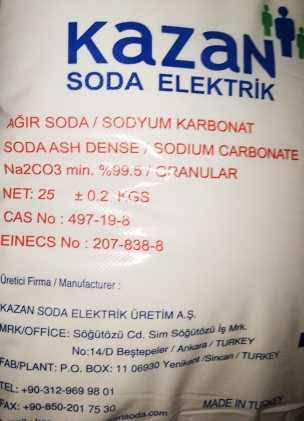 KAZAN
SODA ELEKTRİK
AĞIR SODA / SODYUM KARBONAT
SODA ASH DENSE / SODIUM CARBONATE
Na2CO3 min. %99.5 / GRANULAR
NET: 25 ± 0.2 KGS
CAS No : 497-19-8
EINECS No : 207-838-8
Üretici Firma / Manufacturer :
KAZAN SODA ELEKTRİK ÜRETİM A.Ş.
MRK/OFFICE: Söğütözü Cd. Sim Söğütözü İş Mrk.
No:14/D Beştepeler / Ankara / TURKEY
FAB/PLANT: P.O. BOX: 11 06930 Yenikent /Sincan / TURKEY
TEL: +90-312-969 98 01
FAX: +90-850-201 75 30
soda.com
MADE IN TURKEY